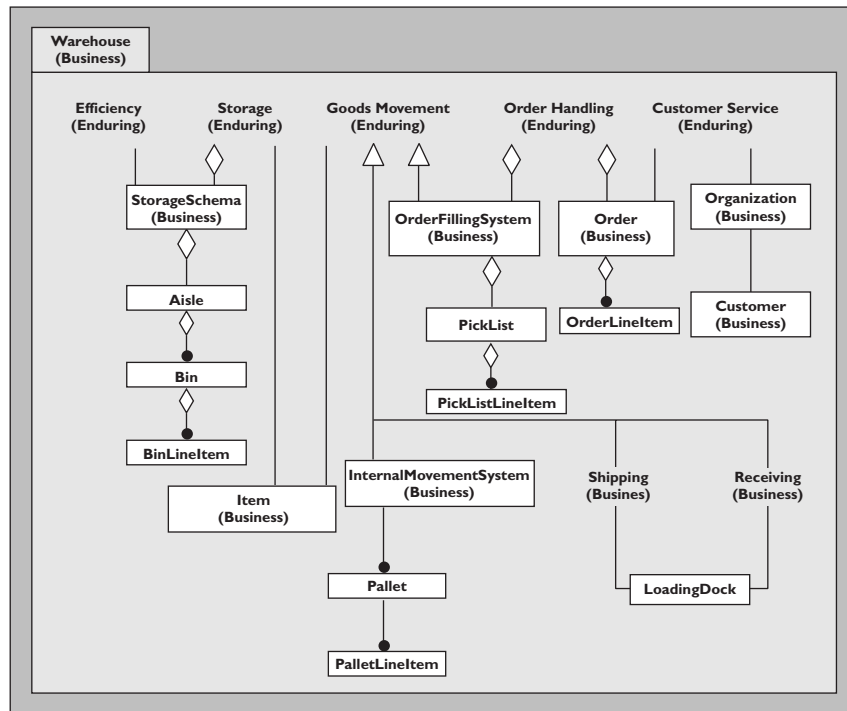 Warehouse
(Business)
Efficiency
(Enduring)
Storage
(Enduring)
Goods Movement
(Enduring)
Order Handling
(Enduring)
Customer Service
(Enduring)
StorageSchema
(Business)
OrderFillingSystem
(Business)
Order
(Business)
Organization
(Business)
Aisle
PickList
OrderLineItem
Customer
(Business)
Bin
PickListLineItem
BinLineItem
Item
(Business)
InternalMovementSystem
(Business)
Shipping
(Busines)
Receiving
(Business)
Pallet
LoadingDock
PalletLineItem